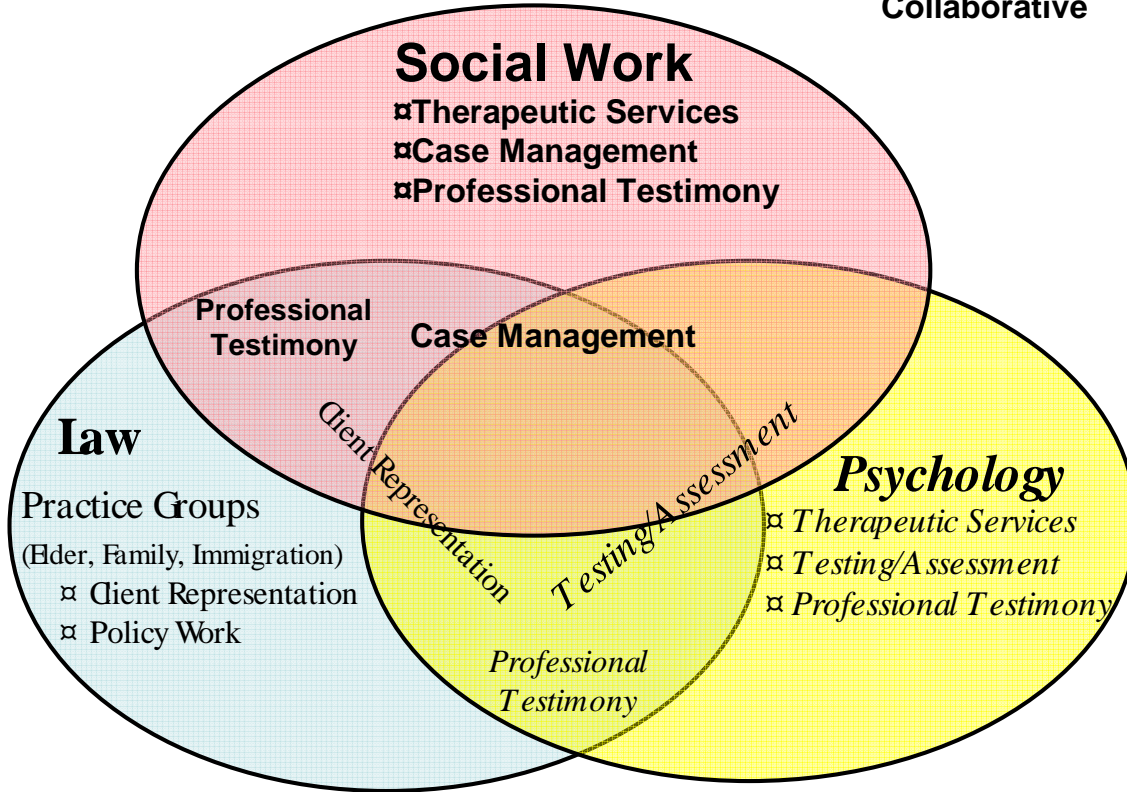 Collaborative
Social Work
¤Therapeutic Services
¤Case Management
¤Professional Testimony
Professional
Testimony
Case Management
Client Representation
Testing/Assessment
Law
Practice Groups
(Elder, Family, Immigration)
¤ Client Representation
¤ Policy Work
Psychology
¤ Therapeutic Services
¤ Testing/Assessment
¤ Professional Testimony
Professional
Testimony